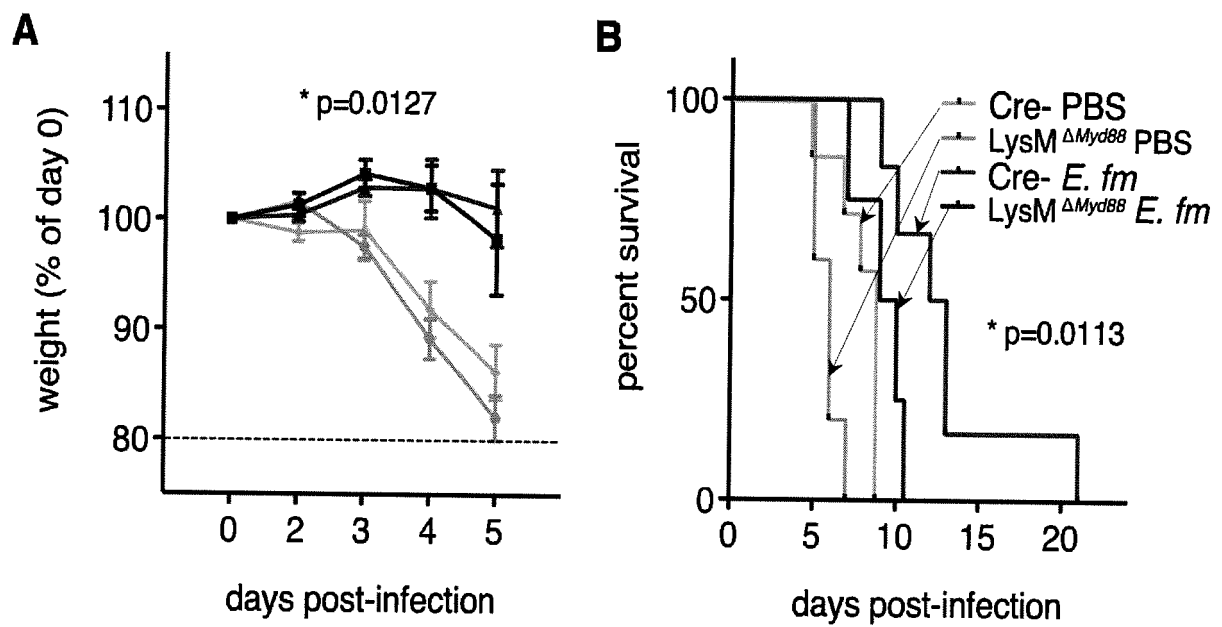 A
* p=0.0127
weight (% of day 0)
110
100
90
80
0 2 3 4 5
days post-infection
B
percent survival
100
50
0
Cre- PBS
LysM ΔMyd88 PBS
Cre- E. fm
LysM ΔMyd88 E. fm
* p=0.0113
0 5 10 15 20
days post-infection